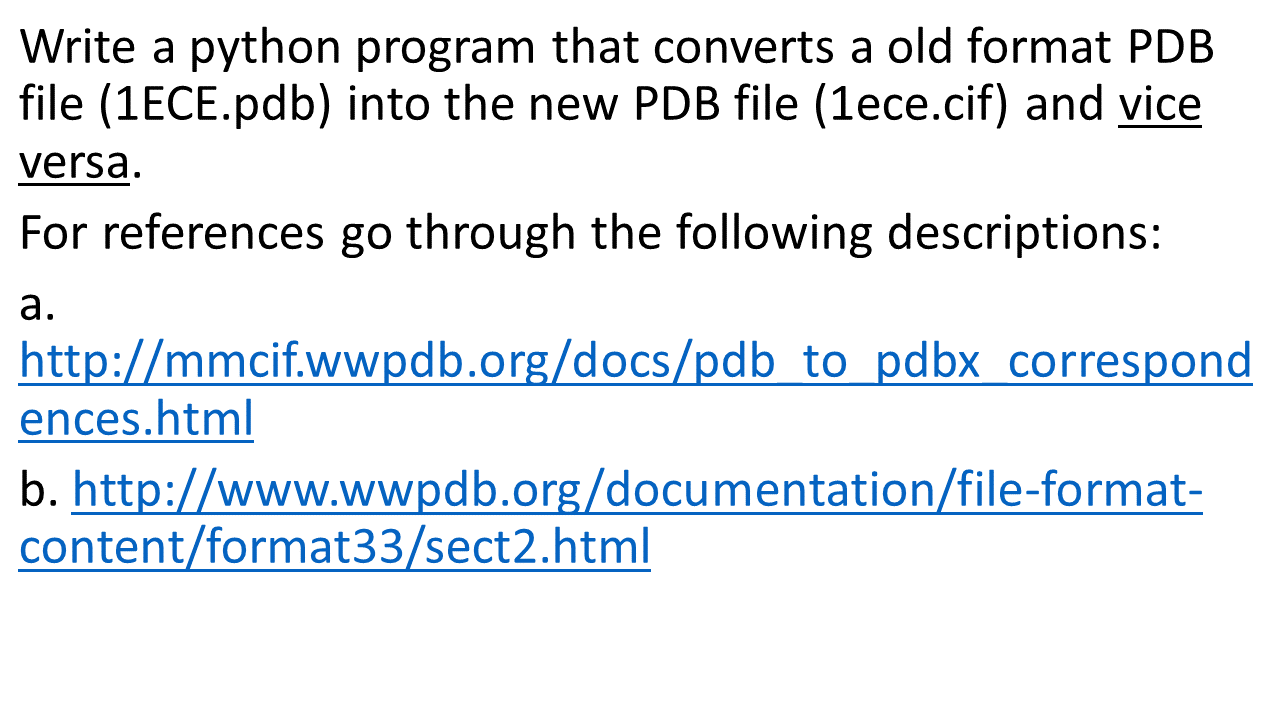 Write a python program that converts a old format PDB
file (1ECE.pdb) into the new PDB file (1ece.cif) and vice
versa.
For references go through the following descriptions:
a.
http://mmcif.wwpdb.org/docs/pdb_to_pdbx_correspond
ences.html
b. http://www.wwpdb.org/documentation/file-format-
content/format33/sect2.html